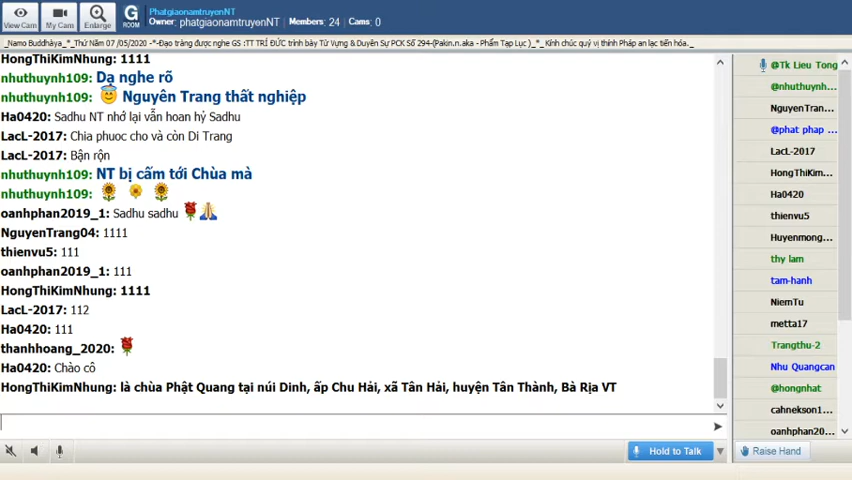 PhatgiaonamtruyenNT
Owner: phatgiaonamtruyenNT Members: 24 Cams: 0
View Cam My Cam Enlarge G ROOM
_Namo Buddhàya_*_Thứ Năm 07 /05/2020 -*-Đạo tràng được nghe GS :TT TRÍ ĐỨC trình bày Từ Vựng & Duyên Sự PCK Số 294-(Pakin.n.aka - Phẩm Tạp Lục )_*_ Kính chúc quý vị thính Pháp an lạc tiến hóa._
HongThiKimNhung: 1111
nhuthuynh109: Dạ nghe rõ
nhuthuynh109: Nguyên Trang thất nghiệp
Ha0420: Sadhu NT nhớ lại vẫn hoan hỷ Sadhu
LacL-2017: Chia phuoc cho và còn Di Trang
LacL-2017: Bận rộn
nhuthuynh109: NT bị cấm tới Chùa mà
nhuthuynh109:
oanhphan2019_1: Sadhu sadhu
NguyenTrang04: 1111
thienvu5: 111
oanhphan2019_1: 111
HongThiKimNhung: 1111
LacL-2017: 112
Ha0420: 111
thanhhoang_2020:
Ha0420: Chào cô
HongThiKimNhung: là chùa Phật Quang tại núi Dinh, ấp Chu Hải, xã Tân Hải, huyện Tân Thành, Bà Rịa VT
@Tk Lieu Tong
@nhuthuynh...
NguyenTran...
@phat phap ...
LacL-2017
HongThiKim...
Ha0420
thienvu5
Huyenmong...
thy lam
tam-hanh
NiemTu
metta17
Trangthu-2
Nhu Quangcan
@hongnhat
cahnekson1...
oanhphan20...
Hold to Talk
Raise Hand